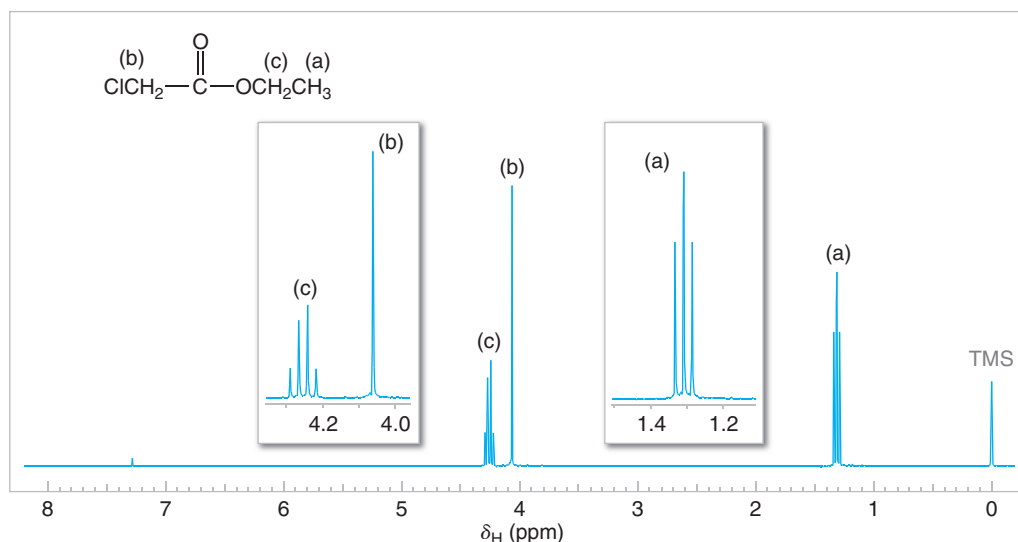 O
(b) (c) (a)
ClCH₂—C—OCH₂CH₃
(b)
(c)
4.2 4.0
(a)
1.4 1.2
(b)
(c)
(a)
TMS
8 7 6 5 4 3 2 1 0
δH (ppm)